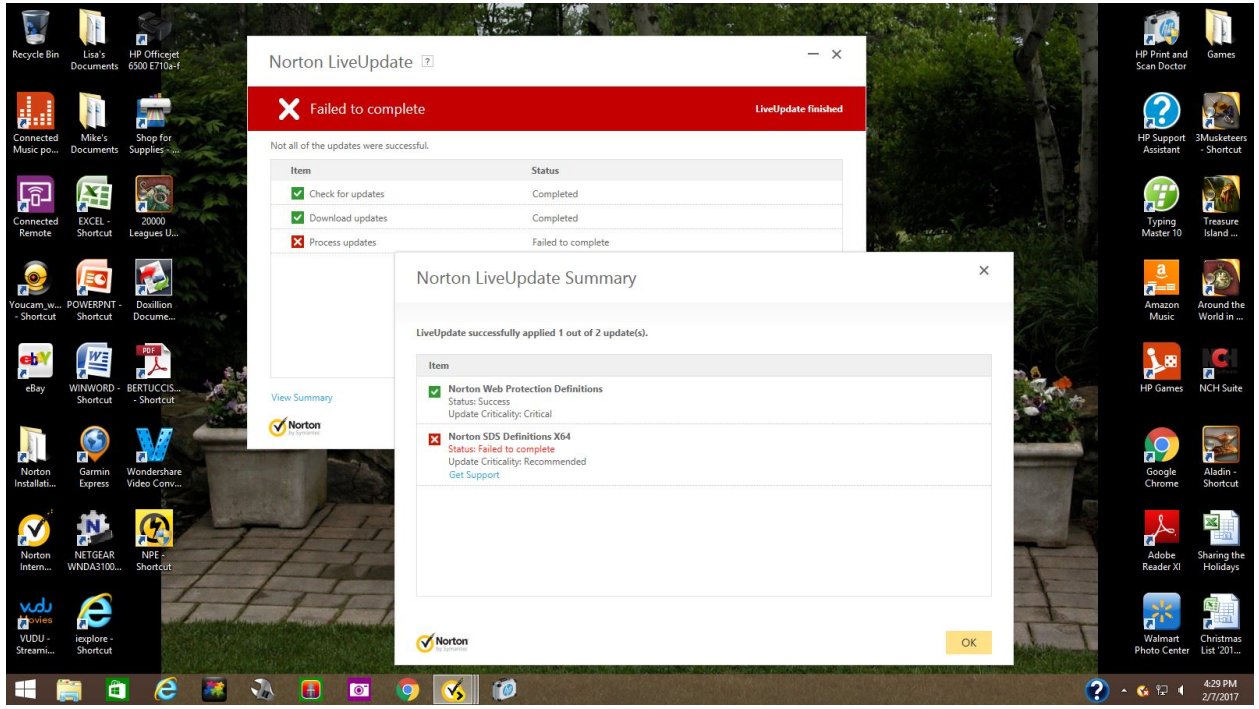 Recycle Bin
Lisa's
Documents
HP Officejet
6500 E710a-f
Connected
Music po...
Mike's
Documents
Shop for
Supplies - ...
Connected
Remote
EXCEL -
Shortcut
20000
Leagues U...
Youcam_w...
- Shortcut
POWERPNT -
Shortcut
Doxillion
Docume...
eBay
WINWORD -
Shortcut
PDF
BERTUCCIS...
- Shortcut
Norton
Installati...
Garmin
Express
Wondershare
Video Conv...
Norton
Intern...
NETGEAR
WNDA3100...
NPE -
Shortcut
vudu
Movies
VUDU -
Streami...
iexplore -
Shortcut
Norton LiveUpdate ?
Failed to complete
LiveUpdate finished
Not all of the updates were successful.
Item Status
Check for updates Completed
Download updates Completed
Process updates Failed to complete
View Summary
Norton
by Symantec
Norton LiveUpdate Summary
LiveUpdate successfully applied 1 out of 2 update(s).
Item
Norton Web Protection Definitions
Status: Success
Update Criticality: Critical
Norton SDS Definitions X64
Status: Failed to complete
Update Criticality: Recommended
Get Support
Norton
by Symantec
OK
HP Print and
Scan Doctor
Games
HP Support
Assistant
3Musketeers
- Shortcut
Typing
Master 10
Treasure
Island ...
Amazon
Music
Around the
World in ...
HP Games
NCH
NCH Suite
Google
Chrome
Aladin -
Shortcut
Adobe
Reader XI
Sharing the
Holidays
Walmart
Photo Center
Christmas
List '201...
4:29 PM
2/7/2017